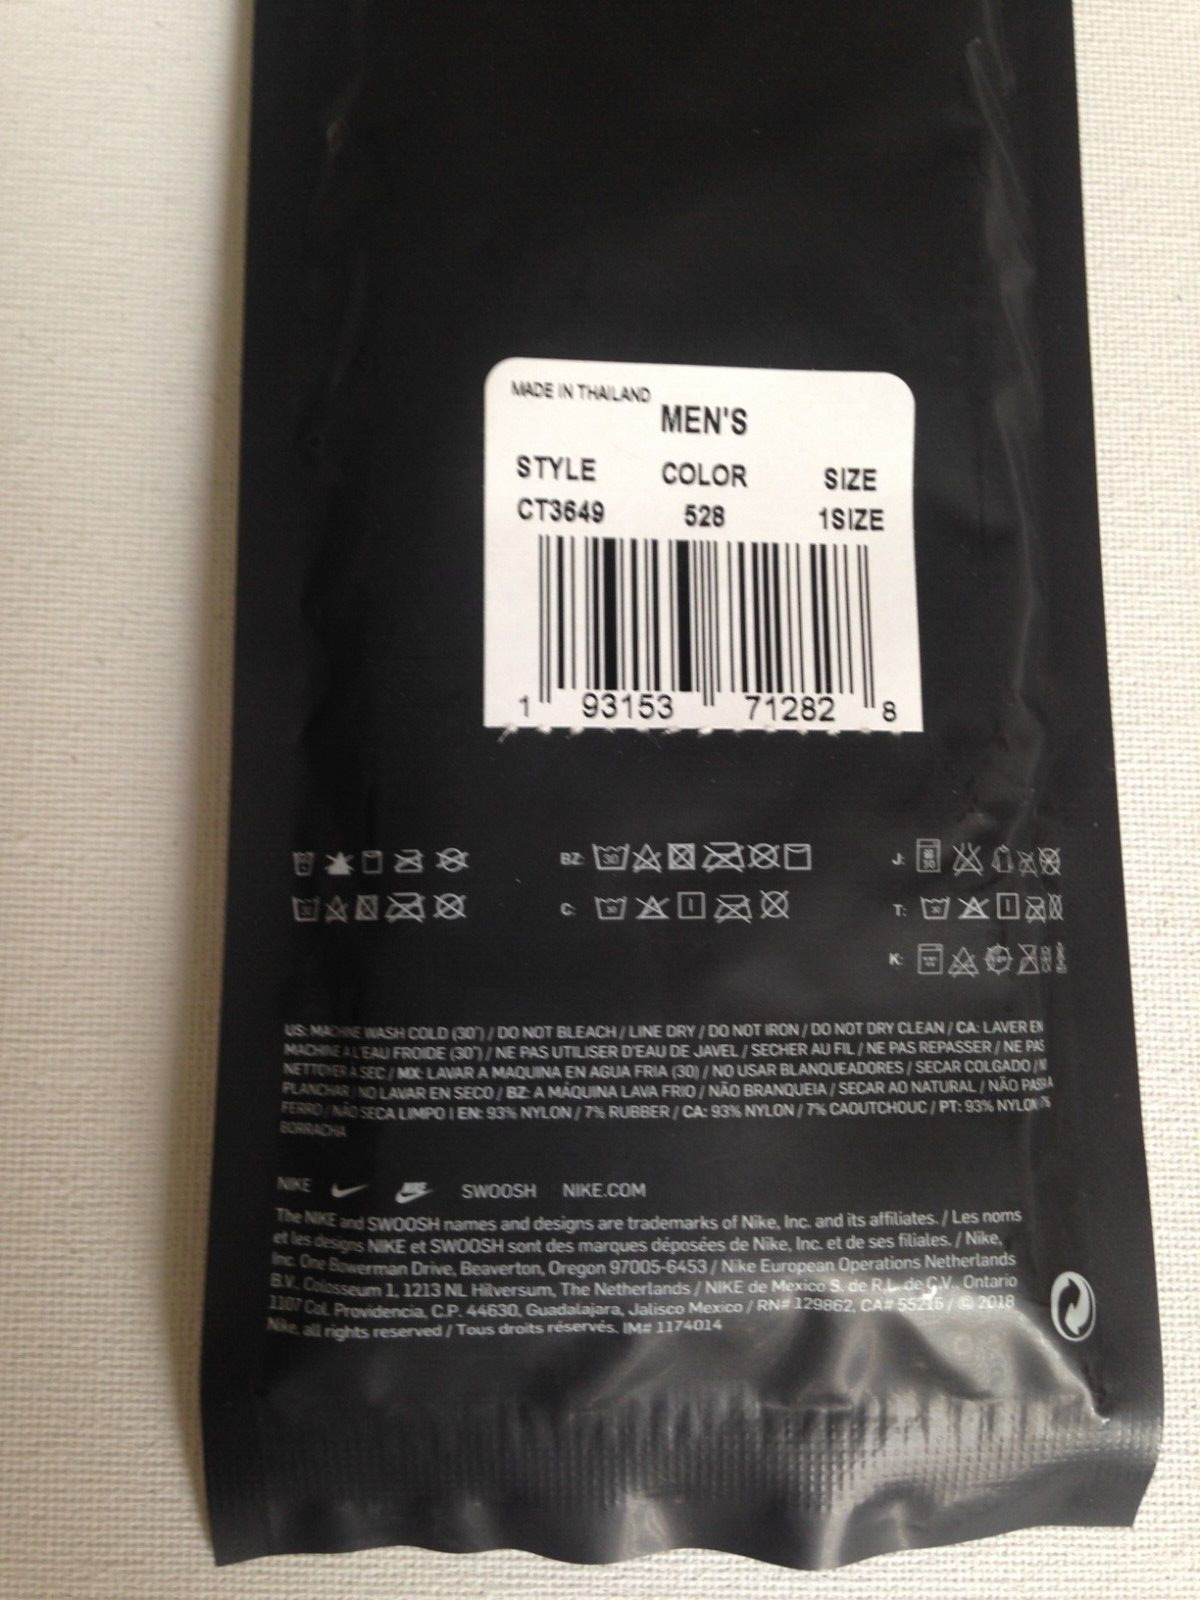 MADE IN THAILAND
MEN'S
STYLE COLOR SIZE
CT3649 528 1SIZE
1 93153 71282 8
BZ: J:
C: T:
K:
US: MACHINE WASH COLD (30°) / DO NOT BLEACH / LINE DRY / DO NOT IRON / DO NOT DRY CLEAN / CA: LAVER EN
MACHINE A L'EAU FROIDE (30°) / NE PAS UTILISER D'EAU DE JAVEL / SECHER AU FIL / NE PAS REPASSER / NE PAS
NETTOYER À SEC / MX: LAVAR A MAQUINA EN AGUA FRIA (30) / NO USAR BLANQUEADORES / SECAR COLGADO /
PLANCHAR / NO LAVAR EN SECO / BZ: A MÁQUINA LAVA FRIO / NÃO BRANQUEIA / SECAR AO NATURAL / NÃO PASSA
FERRO / NÃO SECA LIMPO | EN: 93% NYLON / 7% RUBBER / CA: 93% NYLON / 7% CAOUTCHOUC / PT: 93% NYLON 7%
BORRACHA
NIKE SWOOSH NIKE.COM
The NIKE and SWOOSH names and designs are trademarks of Nike, Inc. and its affiliates. / Les noms
et les designs NIKE et SWOOSH sont des marques déposées de Nike, Inc. et de ses filiales. / Nike,
Inc. One Bowerman Drive, Beaverton, Oregon 97005-6453 / Nike European Operations Netherlands
B.V. Colosseum 1, 1213 NL Hilversum, The Netherlands / NIKE de Mexico S. de R.L. de C.V. Ontario
1107 Col. Providencia, C.P. 44630, Guadalajara, Jalisco Mexico / RN# 129862, CA# 55216 / © 2018
Nike, all rights reserved / Tous droits réservés. IM# 1174014